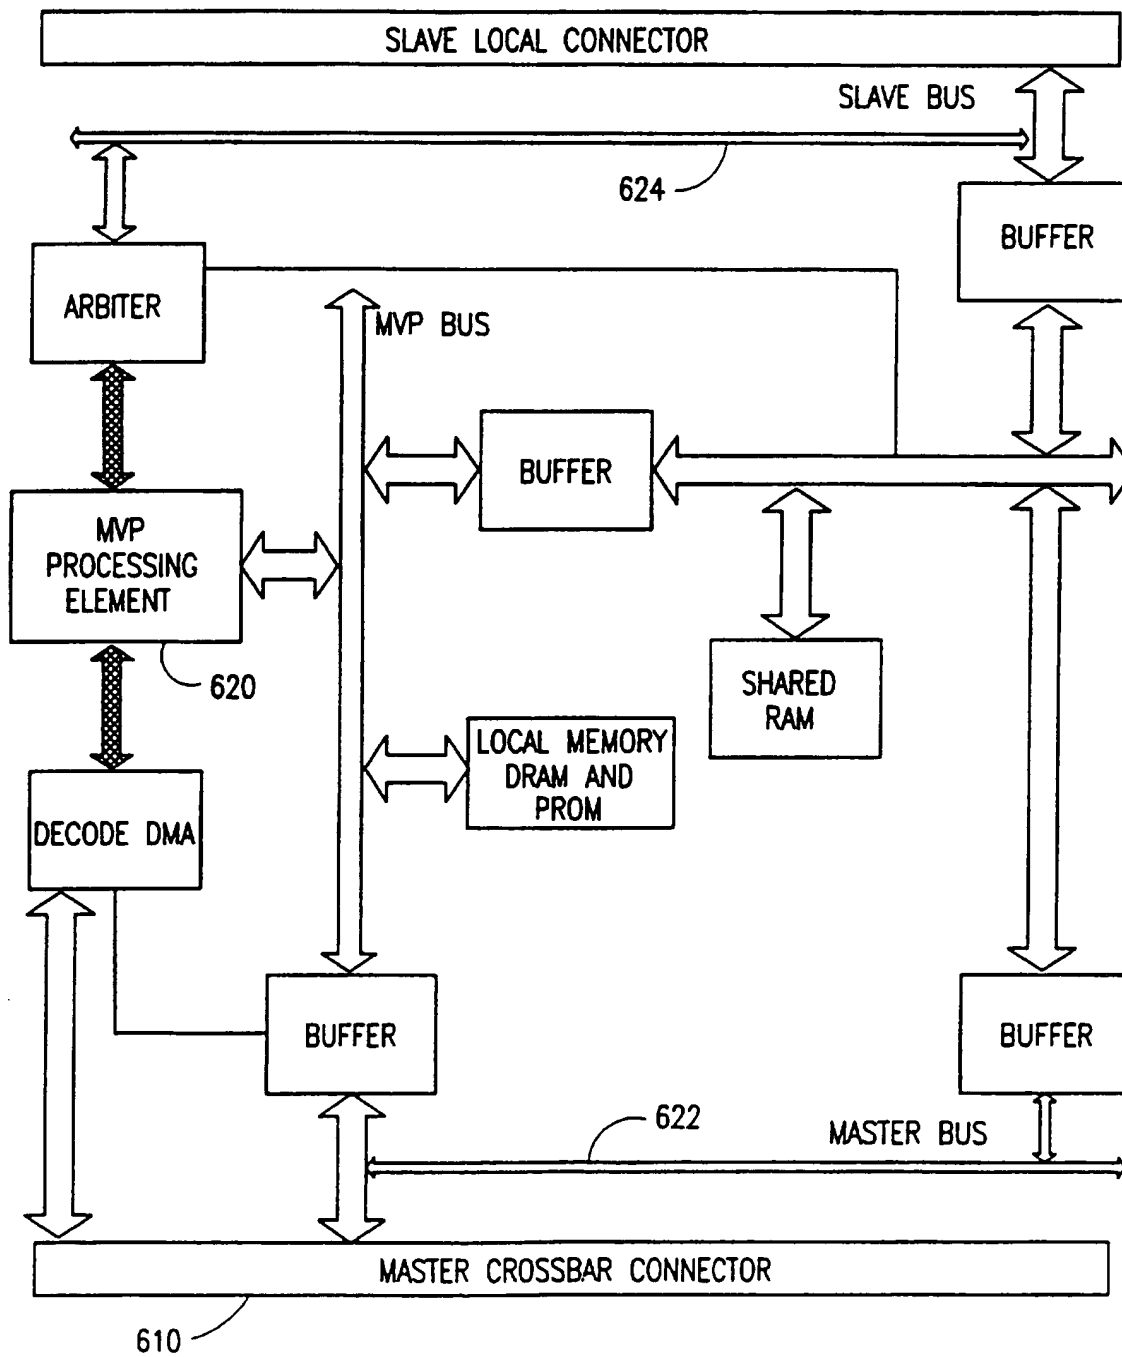 SLAVE LOCAL CONNECTOR
SLAVE BUS
624
BUFFER
ARBITER
MVP BUS
BUFFER
MVP
PROCESSING
ELEMENT
620
SHARED
RAM
LOCAL MEMORY
DRAM AND
PROM
DECODE DMA
BUFFER
BUFFER
622
MASTER BUS
MASTER CROSSBAR CONNECTOR
610